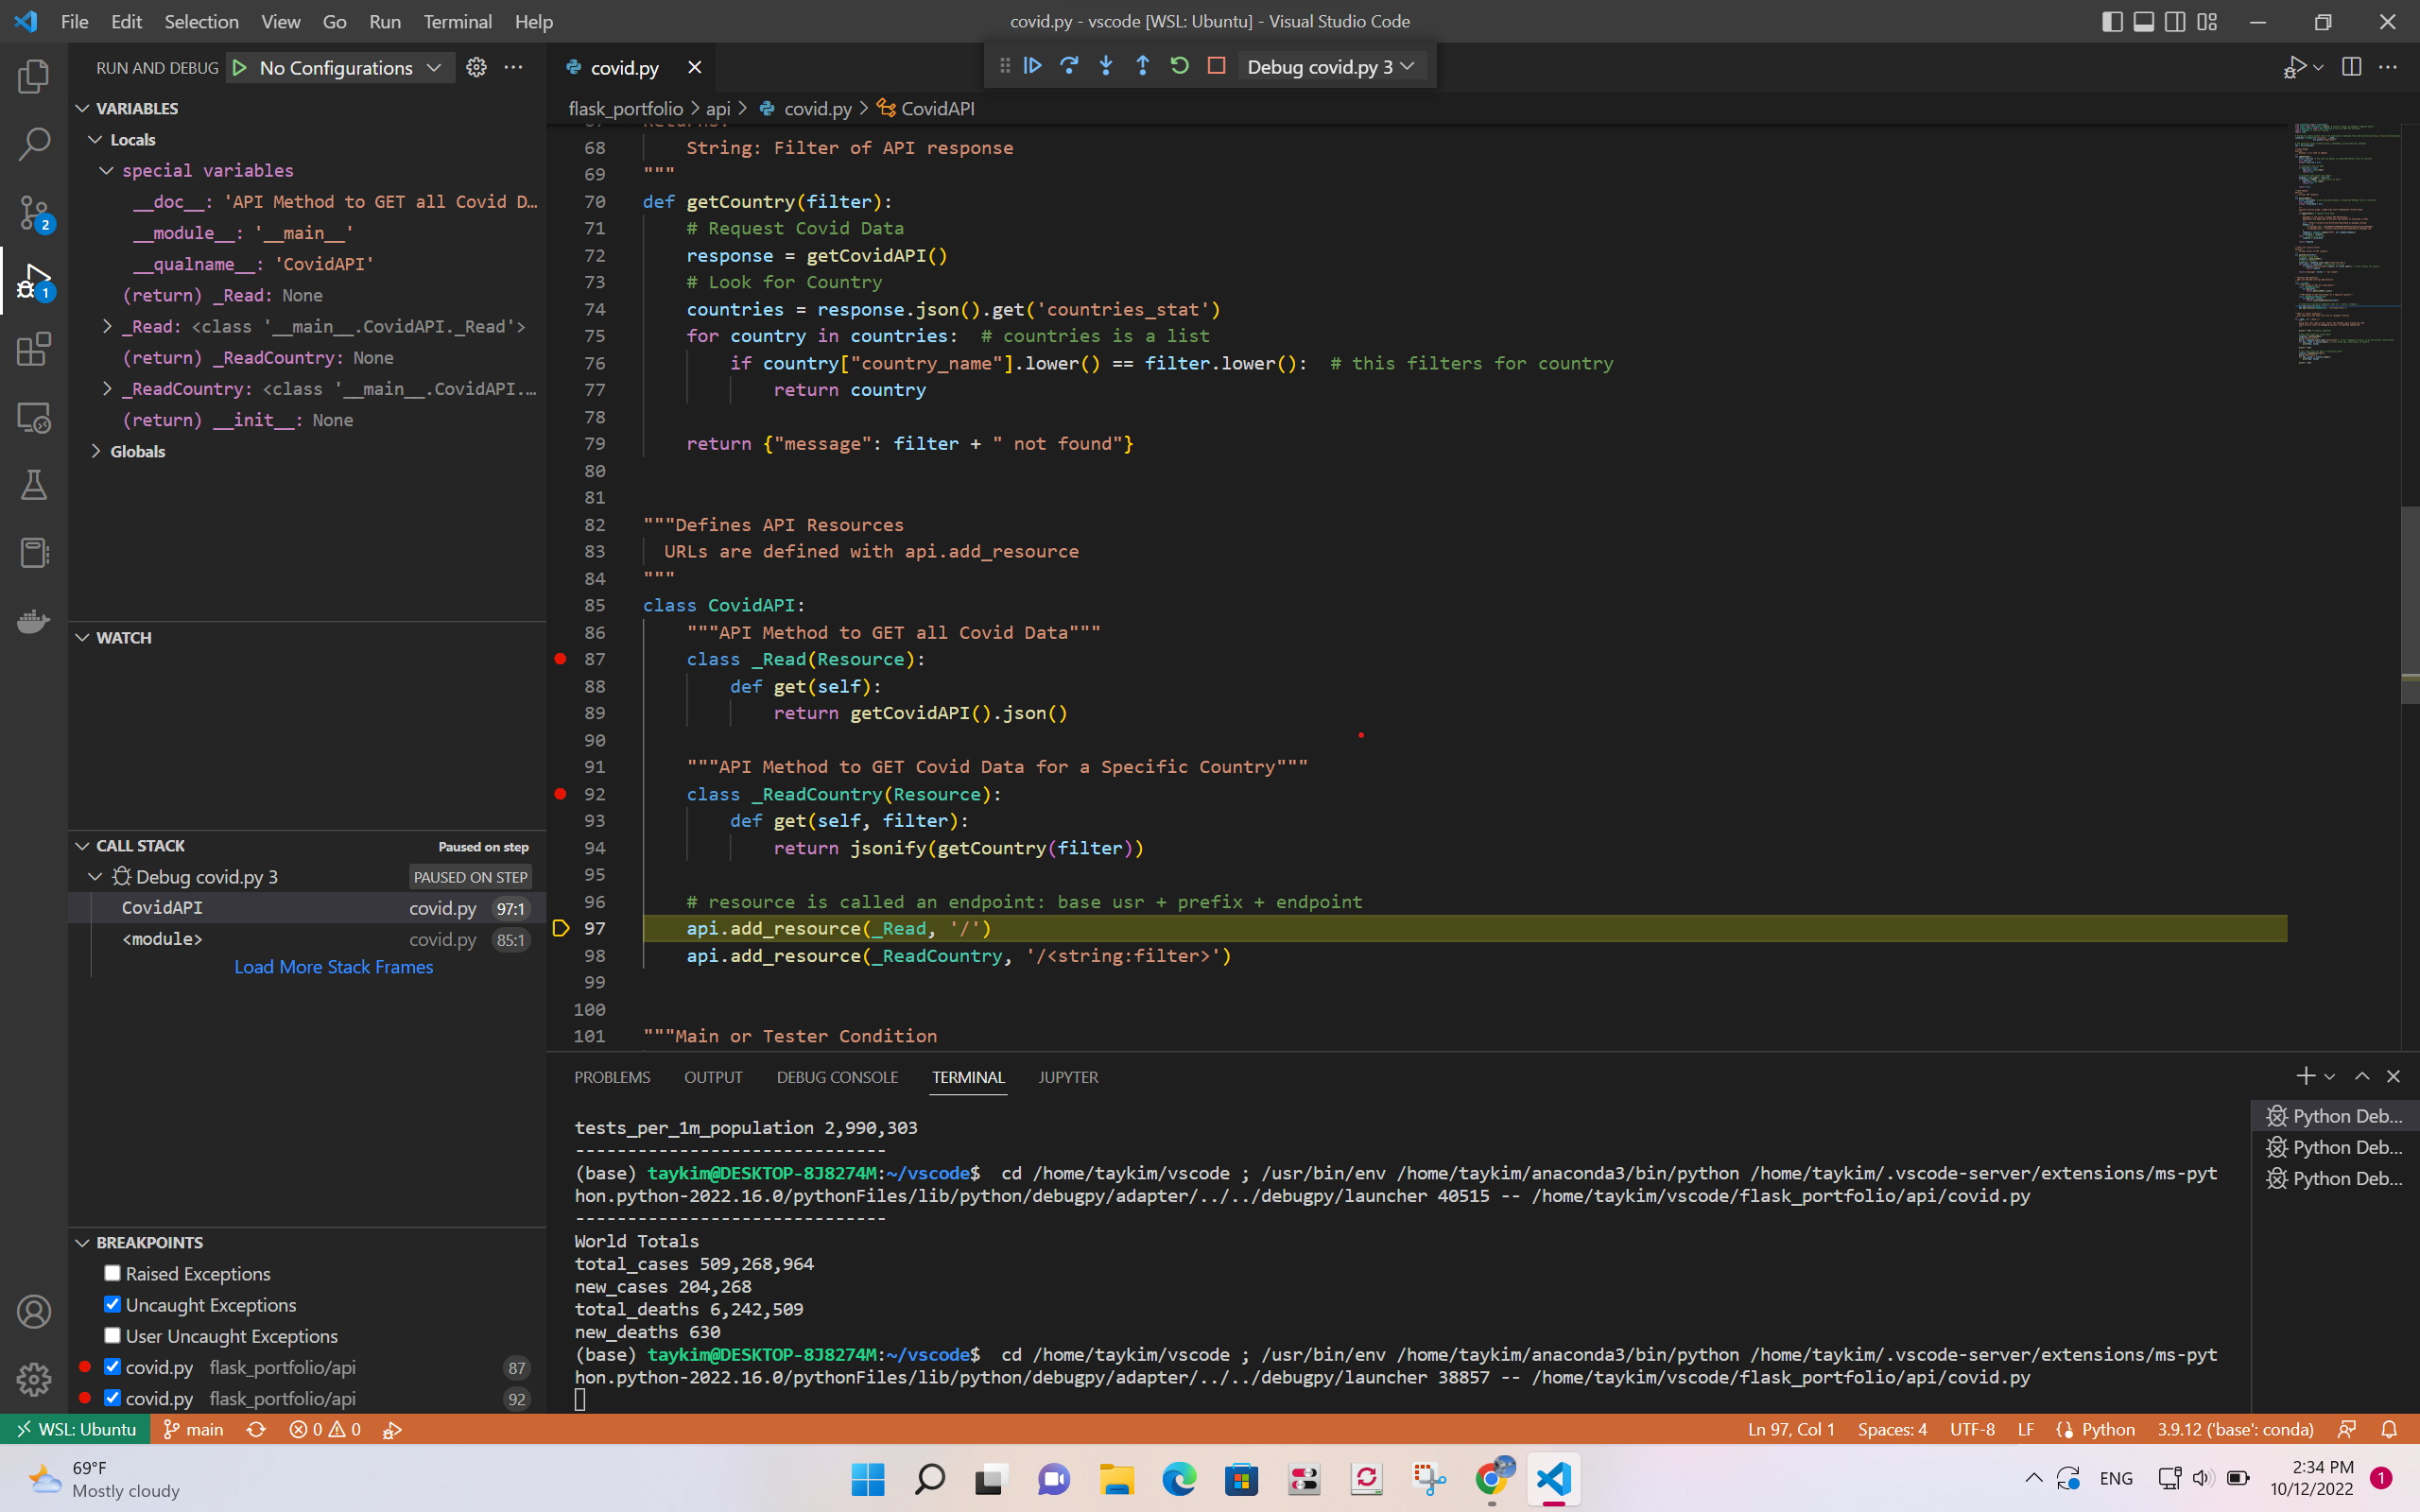 File Edit Selection View Go Run Terminal Help
covid.py - vscode [WSL: Ubuntu] - Visual Studio Code
RUN AND DEBUG No Configurations
VARIABLES
Locals
special variables
__doc__: 'API Method to GET all Covid D…
__module__: '__main__'
__qualname__: 'CovidAPI'
(return) _Read: None
_Read: <class '__main__.CovidAPI._Read'>
(return) _ReadCountry: None
_ReadCountry: <class '__main__.CovidAPI.…
(return) __init__: None
Globals
WATCH
CALL STACK Paused on step
Debug covid.py 3 PAUSED ON STEP
CovidAPI covid.py 97:1
<module> covid.py 85:1
Load More Stack Frames
BREAKPOINTS
Raised Exceptions
Uncaught Exceptions
User Uncaught Exceptions
covid.py flask_portfolio/api 87
covid.py flask_portfolio/api 92
2
1
covid.py
Debug covid.py 3
flask_portfolio > api > covid.py > CovidAPI
68 String: Filter of API response
69 """
70 def getCountry(filter):
71 # Request Covid Data
72 response = getCovidAPI()
73 # Look for Country
74 countries = response.json().get('countries_stat')
75 for country in countries:  # countries is a list
76 if country["country_name"].lower() == filter.lower():  # this filters for country
77 return country
78
79 return {"message": filter + " not found"}
80
81
82 """Defines API Resources
83 URLs are defined with api.add_resource
84 """
85 class CovidAPI:
86 """API Method to GET all Covid Data"""
87 class _Read(Resource):
88 def get(self):
89 return getCovidAPI().json()
90
91 """API Method to GET Covid Data for a Specific Country"""
92 class _ReadCountry(Resource):
93 def get(self, filter):
94 return jsonify(getCountry(filter))
95
96 # resource is called an endpoint: base usr + prefix + endpoint
97 api.add_resource(_Read, '/')
98 api.add_resource(_ReadCountry, '/<string:filter>')
99
100
101 """Main or Tester Condition
PROBLEMS OUTPUT DEBUG CONSOLE TERMINAL JUPYTER
tests_per_1m_population 2,990,303
-----------------------------
(base) taykim@DESKTOP-8J8274M:~/vscode$  cd /home/taykim/vscode ; /usr/bin/env /home/taykim/anaconda3/bin/python /home/taykim/.vscode-server/extensions/ms-pyt
hon.python-2022.16.0/pythonFiles/lib/python/debugpy/adapter/../../debugpy/launcher 40515 -- /home/taykim/vscode/flask_portfolio/api/covid.py
-----------------------------
World Totals
total_cases 509,268,964
new_cases 204,268
total_deaths 6,242,509
new_deaths 630
(base) taykim@DESKTOP-8J8274M:~/vscode$  cd /home/taykim/vscode ; /usr/bin/env /home/taykim/anaconda3/bin/python /home/taykim/.vscode-server/extensions/ms-pyt
hon.python-2022.16.0/pythonFiles/lib/python/debugpy/adapter/../../debugpy/launcher 38857 -- /home/taykim/vscode/flask_portfolio/api/covid.py
Python Deb...
Python Deb...
Python Deb...
WSL: Ubuntu main 0 0 Ln 97, Col 1 Spaces: 4 UTF-8 LF Python 3.9.12 ('base': conda)
69°F
Mostly cloudy
ENG
2:34 PM
10/12/2022
1